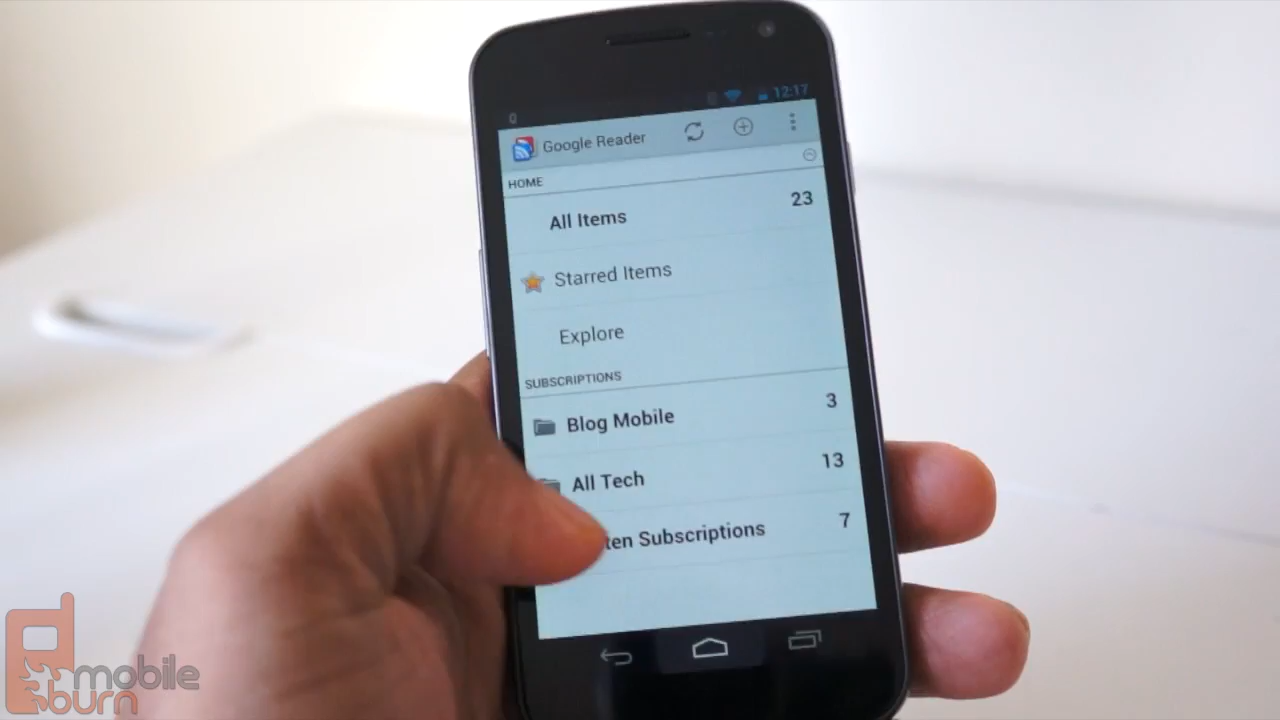 12:17
Google Reader
HOME
All Items 23
Starred Items
Explore
SUBSCRIPTIONS
Blog Mobile 3
All Tech 13
ten Subscriptions 7
mobile
burn